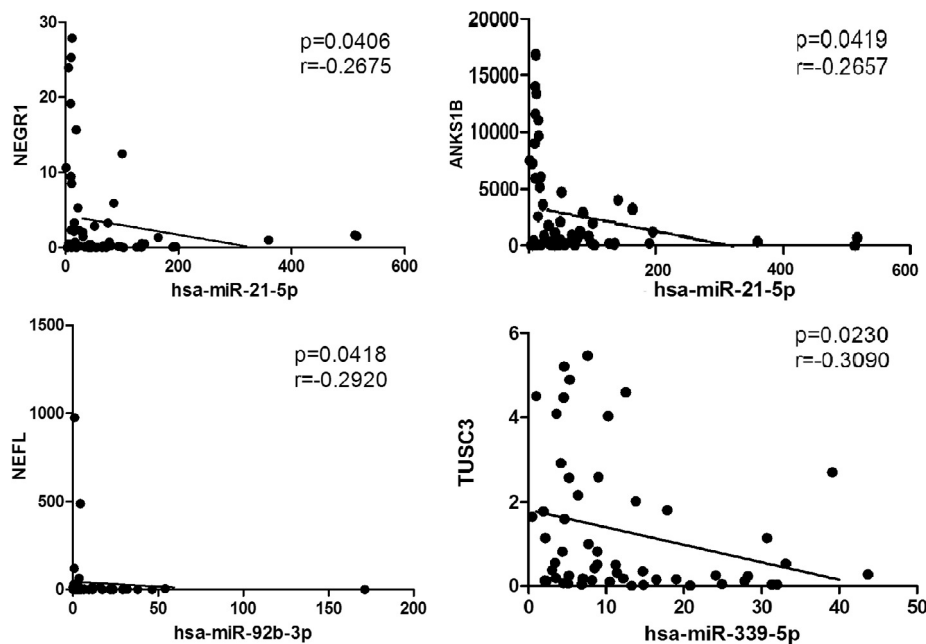 p=0.0406
r=-0.2675
NEGR1
30
20
10
0
0 200 400 600
hsa-miR-21-5p
p=0.0419
r=-0.2657
ANKS1B
20000
15000
10000
5000
0
0 200 400 600
hsa-miR-21-5p
p=0.0418
r=-0.2920
NEFL
1500
1000
500
0
0 50 100 150 200
hsa-miR-92b-3p
p=0.0230
r=-0.3090
TUSC3
6
4
2
0
0 10 20 30 40 50
hsa-miR-339-5p